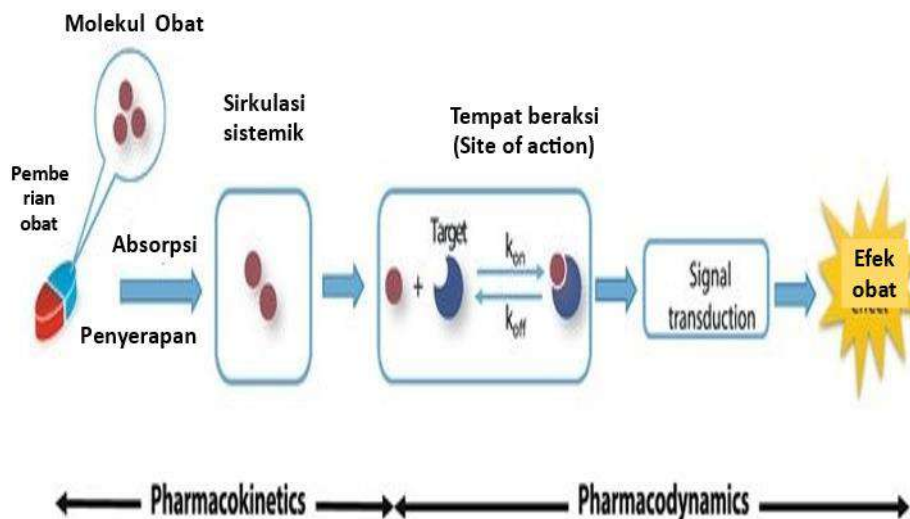 Molekul Obat
Sirkulasi
sistemik
Tempat beraksi
(Site of action)
Pembe
rian
obat
Absorpsi
Penyerapan
Target
+
kon
koff
Signal
transduction
Efek
obat
Pharmacokinetics
Pharmacodynamics